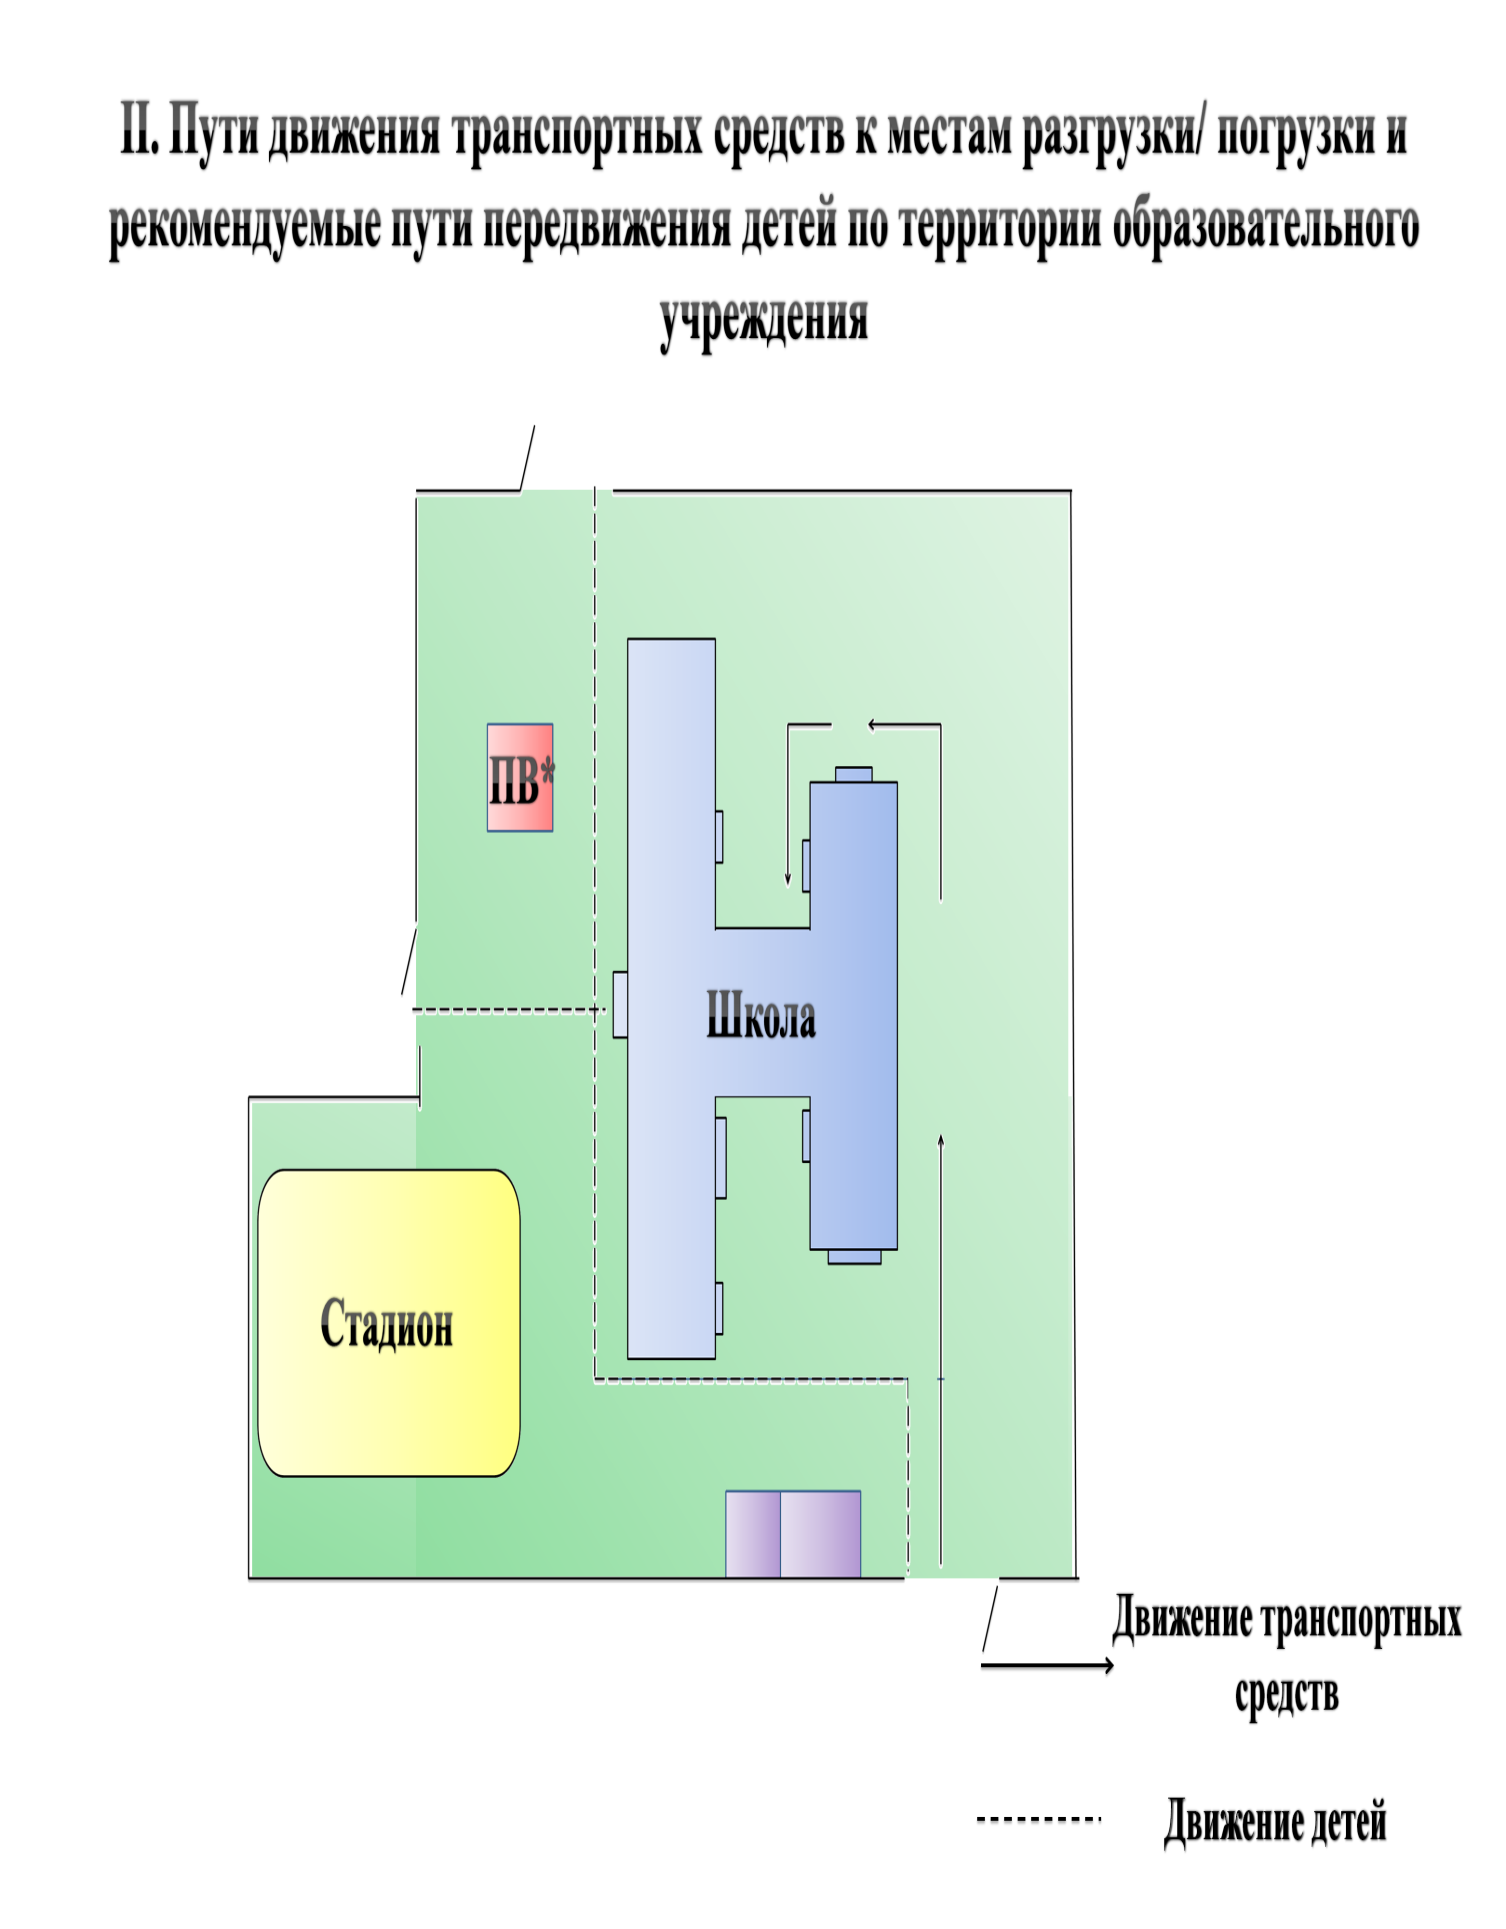 II. Пути движения транспортных средств к местам разгрузки/ погрузки и
рекомендуемые пути передвижения детей по территории образовательного
учреждения
ПВ*
Школа
Стадион
Движение транспортных
средств
Движение детей